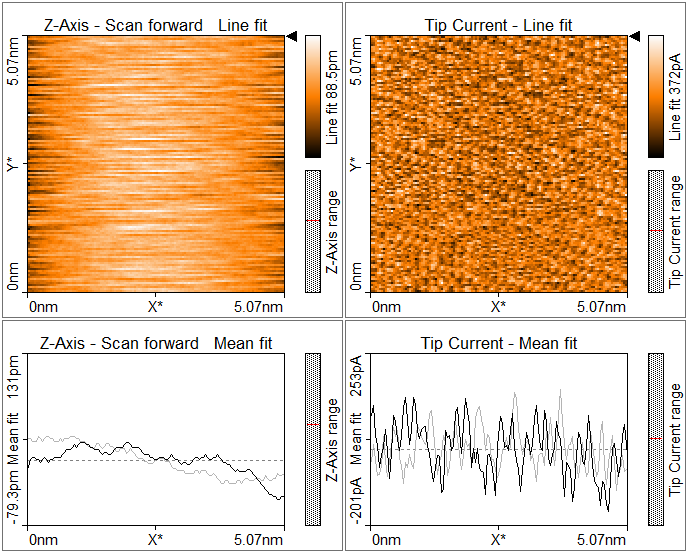 Z-Axis - Scan forward Line fit
5.07nm
Y*
0nm
0nm
X*
5.07nm
Line fit 88.5pm
Z-Axis range
Tip Current - Line fit
5.07nm
Y*
0nm
0nm
X*
5.07nm
Line fit 372pA
Tip Current range
Z-Axis - Scan forward Mean fit
131pm
Mean fit
-79.3pm
0nm
X*
5.07nm
Z-Axis range
Tip Current - Mean fit
253pA
Mean fit
-201pA
0nm
X*
5.07nm
Tip Current range